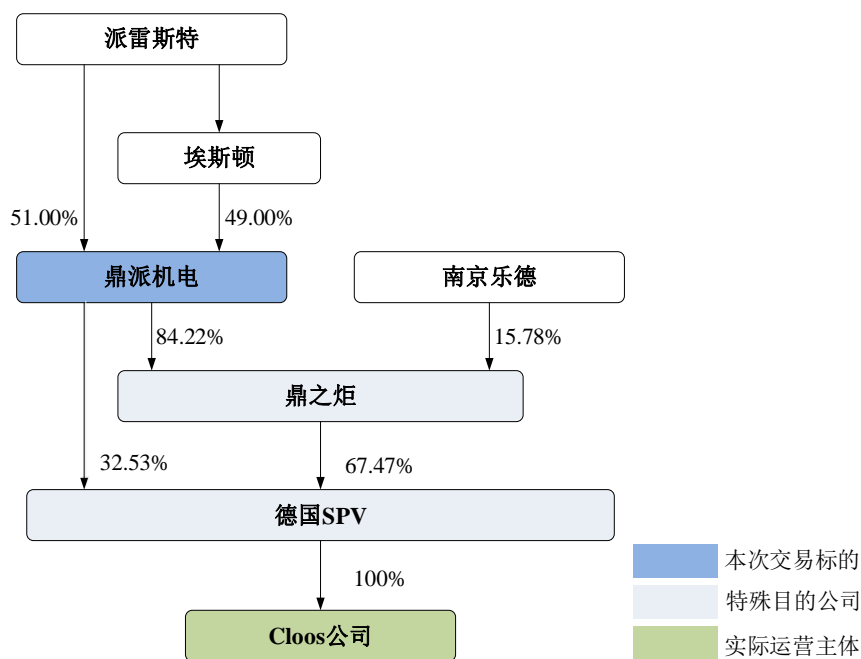 派雷斯特
埃斯顿
51.00%
49.00%
鼎派机电
南京乐德
84.22%
15.78%
鼎之炬
32.53%
67.47%
德国SPV
100%
Cloos公司
本次交易标的
特殊目的公司
实际运营主体